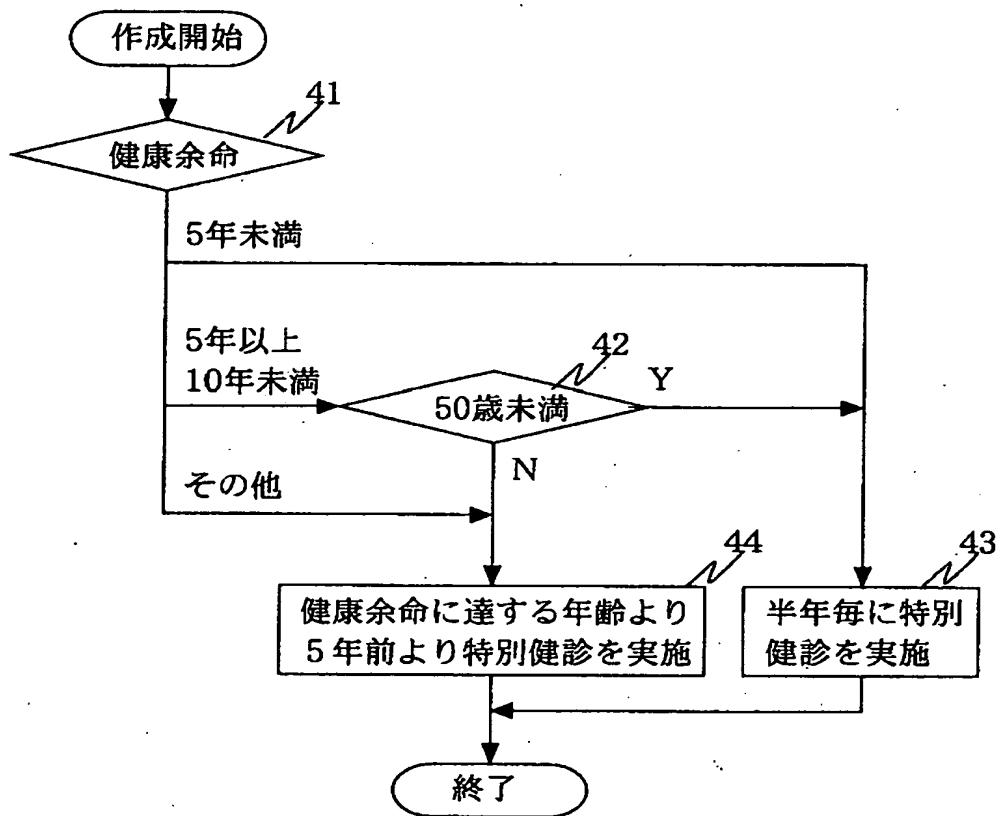 作成開始
41
健康余命
5年未満
5年以上
10年未満
42
50歳未満
Y
N
その他
44
健康余命に達する年齢より
5年前より特別健診を実施
43
半年毎に特別
健診を実施
終了